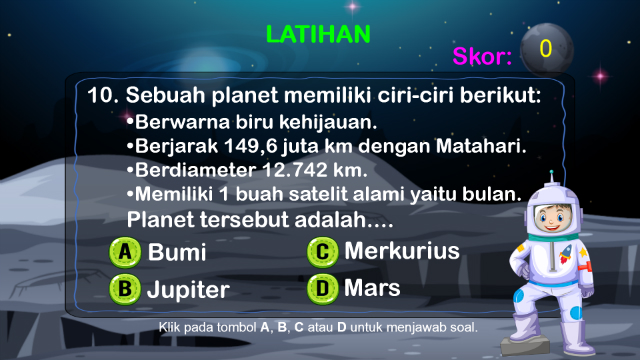 LATIHAN
Skor: 0
10. Sebuah planet memiliki ciri-ciri berikut:
•Berwarna biru kehijauan.
•Berjarak 149,6 juta km dengan Matahari.
•Berdiameter 12.742 km.
•Memiliki 1 buah satelit alami yaitu bulan.
Planet tersebut adalah....
A Bumi
C Merkurius
B Jupiter
D Mars
Klik pada tombol A, B, C atau D untuk menjawab soal.